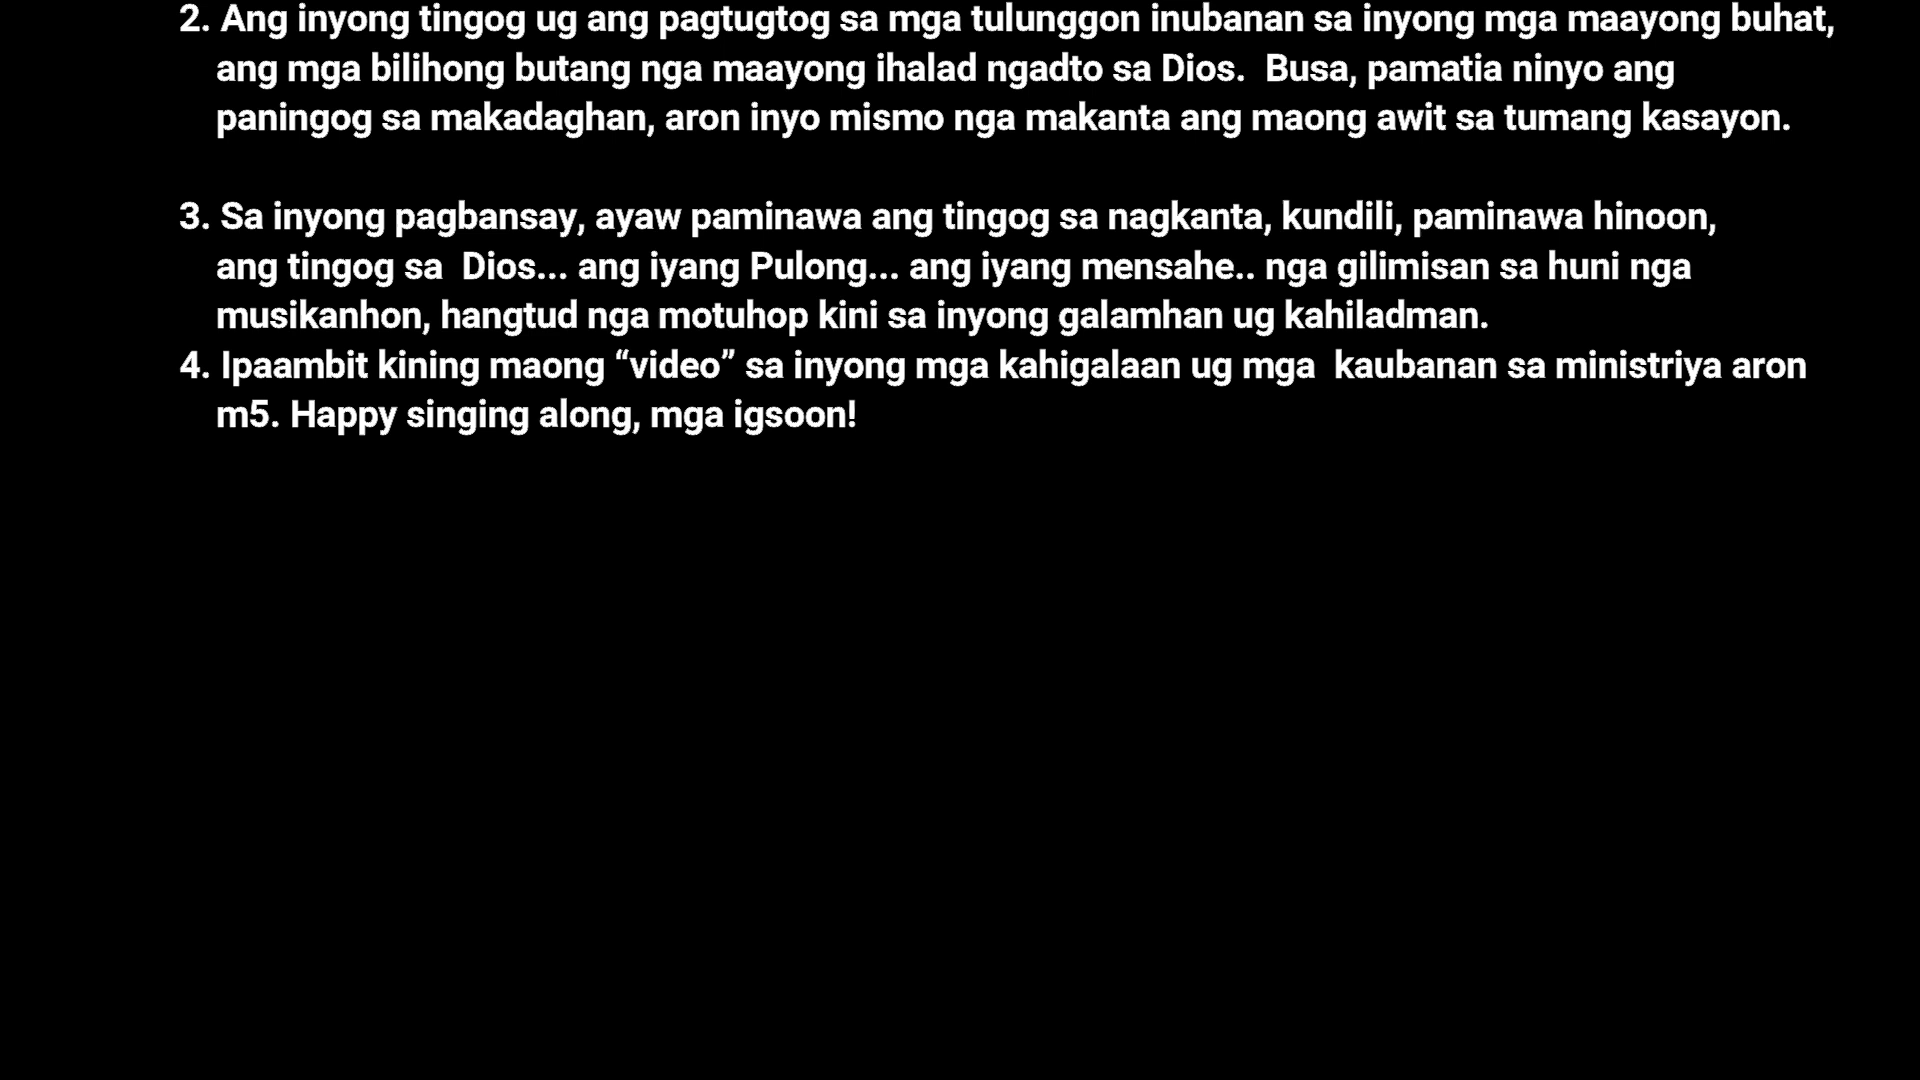 2. Ang inyong tingog ug ang pagtugtog sa mga tulunggon inubanan sa inyong mga maayong buhat,
ang mga bilihong butang nga maayong ihalad ngadto sa Dios.  Busa, pamatia ninyo ang
paningog sa makadaghan, aron inyo mismo nga makanta ang maong awit sa tumang kasayon.
3. Sa inyong pagbansay, ayaw paminawa ang tingog sa nagkanta, kundili, paminawa hinoon,
ang tingog sa  Dios... ang iyang Pulong... ang iyang mensahe.. nga gilimisan sa huni nga
musikanhon, hangtud nga motuhop kini sa inyong galamhan ug kahiladman.
4. Ipaambit kining maong “video” sa inyong mga kahigalaan ug mga  kaubanan sa ministriya aron
m5. Happy singing along, mga igsoon!